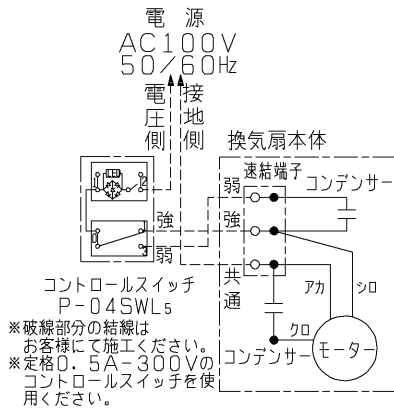 電源
AC100V
50/60Hz
電圧側
接地側
換気扇本体
速結端子
コンデンサー
弱
強
共通
1
2
0
1
3
強
弱
アカ
シロ
クロ
コンデンサー
モーター
コントロールスイッチ
P-04SWL5
※破線部分の結線は
お客様にて施工ください。
※定格0.5A-300Vの
コントロールスイッチを使
用ください。